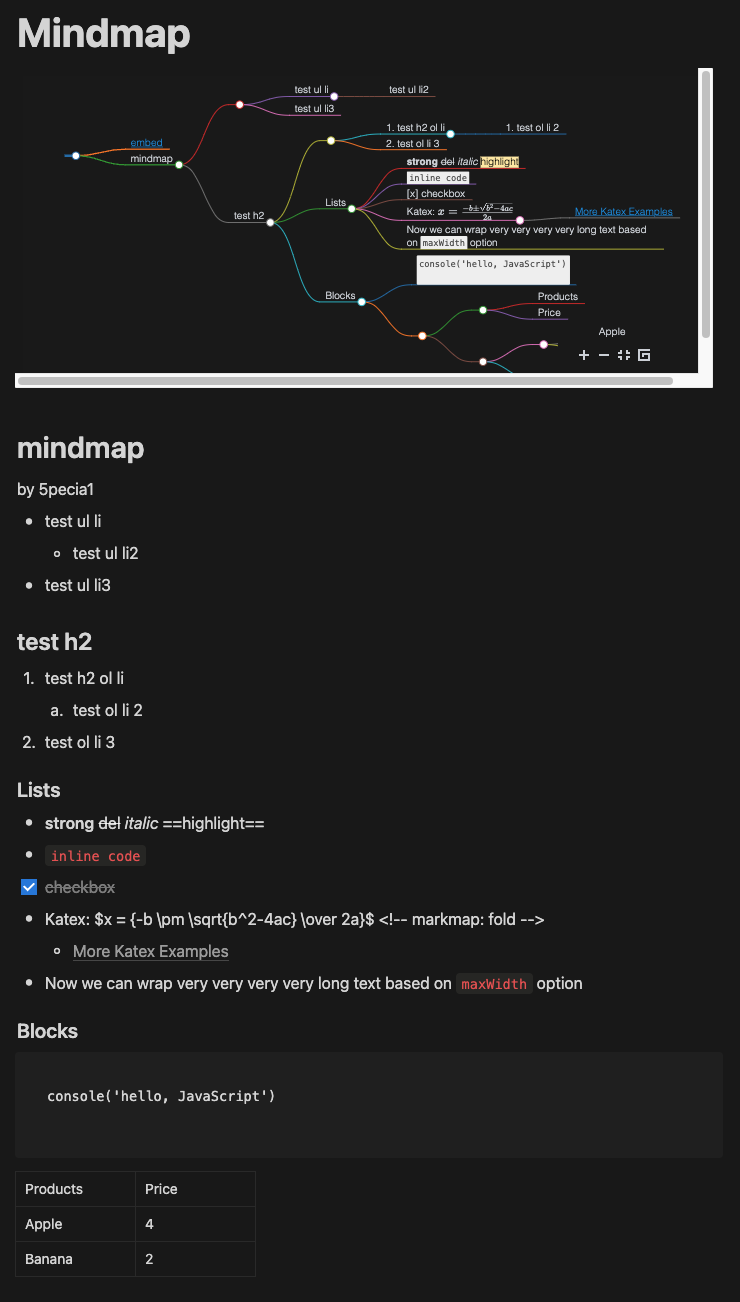 Mindmap
test ul li
test ul li2
test ul li3
embed
mindmap
1. test h2 ol li
1. test ol li 2
2. test ol li 3
strong del italic highlight
inline code
Lists
[x] checkbox
Katex: x = -b±√b²-4ac / 2a
More Katex Examples
test h2
Now we can wrap very very very very long text based
on maxWidth option
console('hello, JavaScript')
Blocks
Products
Price
Apple
mindmap
by 5pecia1
test ul li
test ul li2
test ul li3
test h2
1. test h2 ol li
a. test ol li 2
2. test ol li 3
Lists
strong del italic ==highlight==
inline code
checkbox
Katex: $x = {-b \pm \sqrt{b^2-4ac} \over 2a}$ <!-- markmap: fold -->
More Katex Examples
Now we can wrap very very very very long text based on maxWidth option
Blocks
console('hello, JavaScript')
Products Price
Apple 4
Banana 2